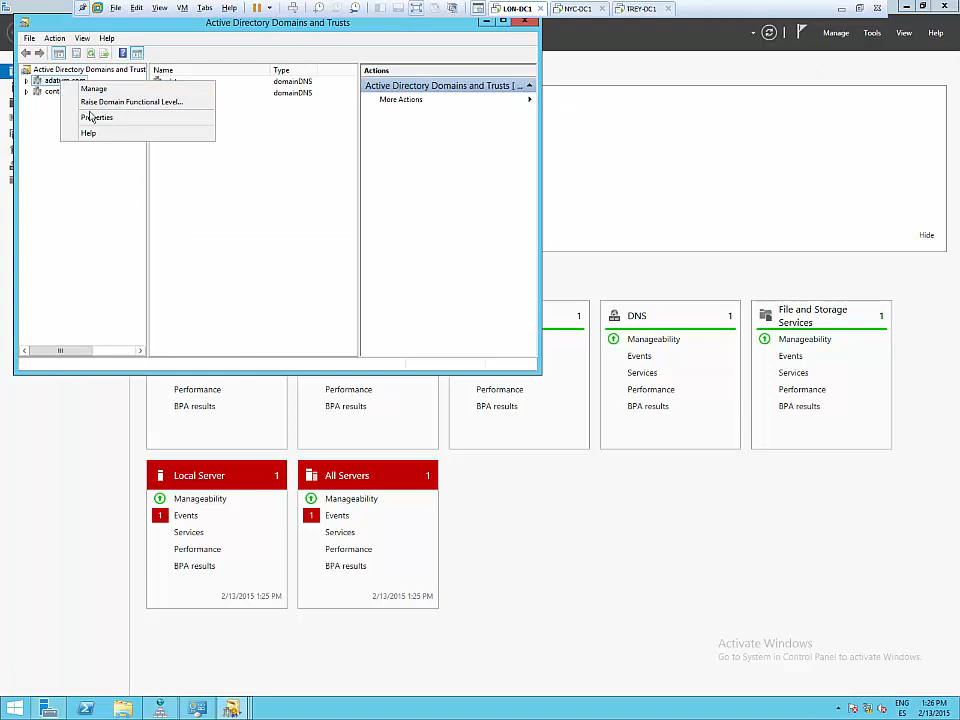 File Edit View VM Tabs Help
LON-DC1 NYC-DC1 TREY-DC1
Active Directory Domains and Trusts
Manage Tools View Help
File Action View Help
Active Directory Domains and Trust
Name Type
Actions
domainDNS
Active Directory Domains and Trusts [ ...
Manage
domainDNS
Raise Domain Functional Level...
More Actions
Properties
Help
Hide
1
DNS 1
File and Storage
Services 1
Manageability
Manageability
Events
Events
Services
Services
Performance
Performance
Performance
Performance
Performance
BPA results
BPA results
BPA results
BPA results
BPA results
Local Server 1
All Servers 1
Manageability
Manageability
1 Events
1 Events
Services
Services
Performance
Performance
BPA results
BPA results
2/13/2015 1:25 PM
2/13/2015 1:25 PM
Activate Windows
Go to System in Control Panel to activate Windows.
ENG
ES
1:26 PM
2/13/2015